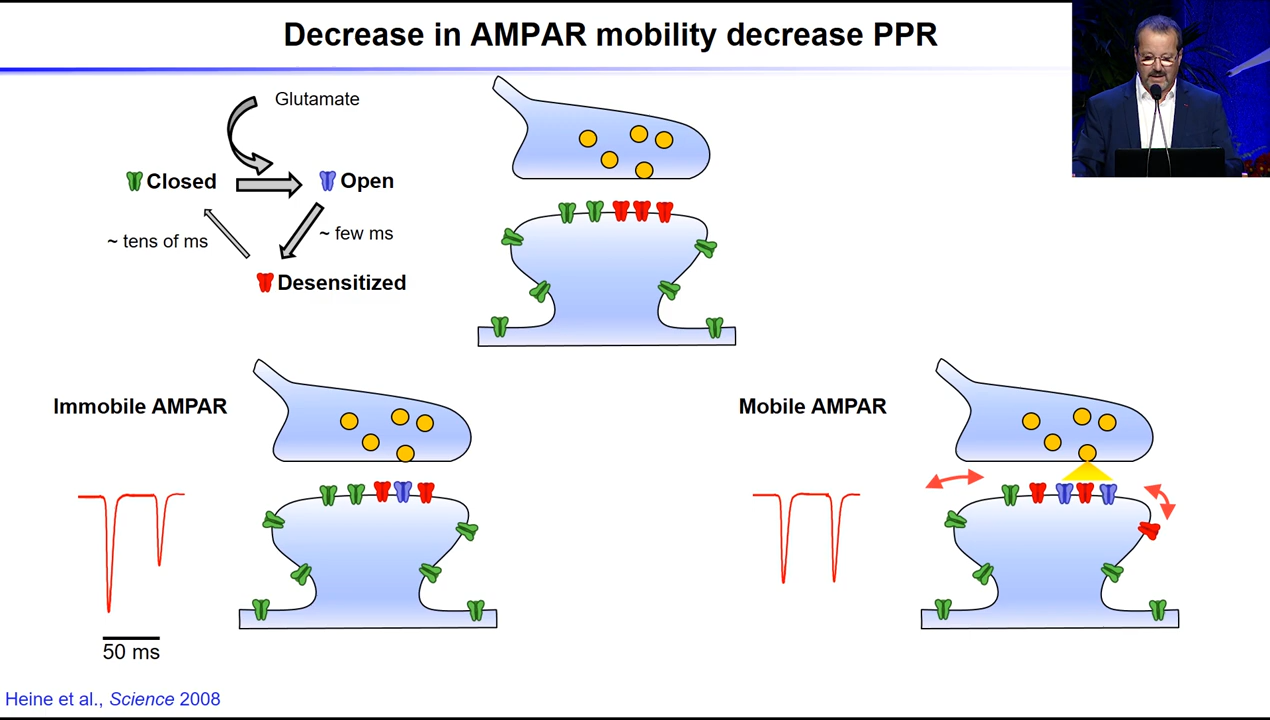 Decrease in AMPAR mobility decrease PPR
Glutamate
Closed
Open
~ tens of ms
~ few ms
Desensitized
Immobile AMPAR
Mobile AMPAR
50 ms
Heine et al., Science 2008